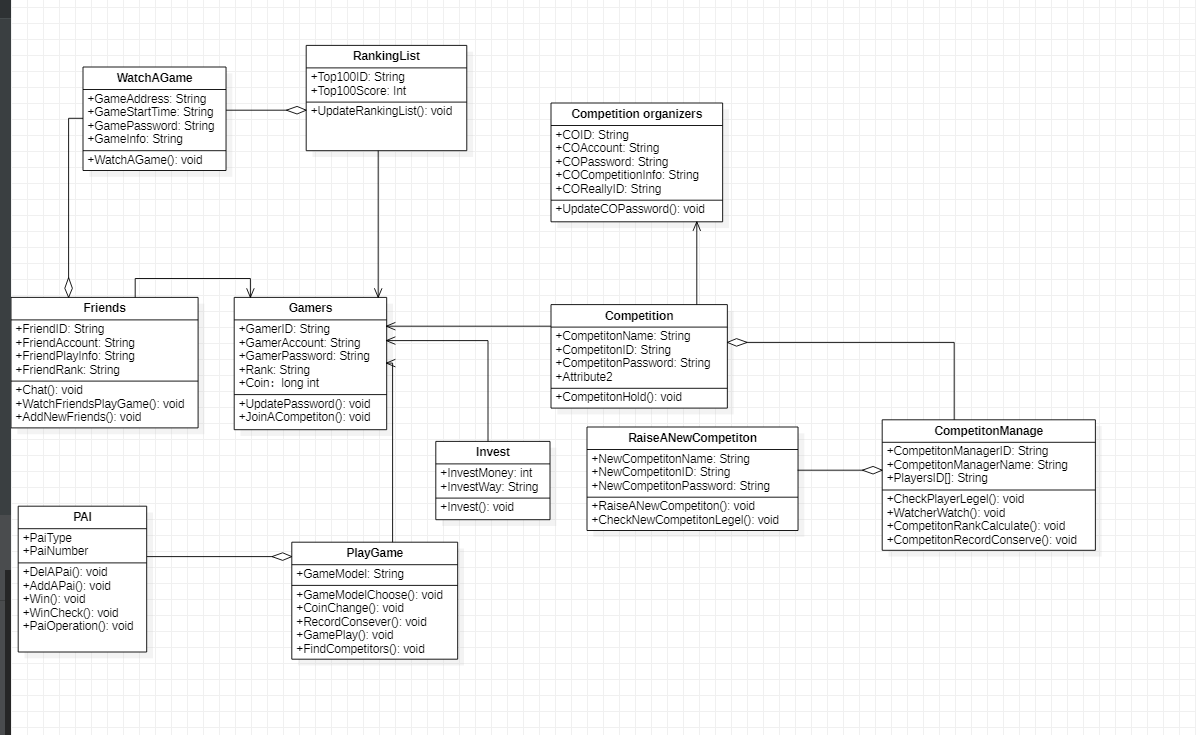 WatchAGame
+GameAddress: String
+GameStartTime: String
+GamePassword: String
+GameInfo: String
+WatchAGame(): void
RankingList
+Top100ID: String
+Top100Score: Int
+UpdateRankingList(): void
Competition organizers
+COID: String
+COAccount: String
+COPassword: String
+COCompetitionInfo: String
+COReallyID: String
+UpdateCOPassword(): void
Friends
+FriendID: String
+FriendAccount: String
+FriendPlayInfo: String
+FriendRank: String
+Chat(): void
+WatchFriendsPlayGame(): void
+AddNewFriends(): void
Gamers
+GamerID: String
+GamerAccount: String
+GamerPassword: String
+Rank: String
+Coin：long int
+UpdatePassword(): void
+JoinACompetiton(): void
Competition
+CompetitonName: String
+CompetitonID: String
+CompetitonPassword: String
+Attribute2
+CompetitonHold(): void
Invest
+InvestMoney: int
+InvestWay: String
+Invest(): void
RaiseANewCompetiton
+NewCompetitonName: String
+NewCompetitonID: String
+NewCompetitonPassword: String
+RaiseANewCompetiton(): void
+CheckNewCompetitonLegel(): void
CompetitonManage
+CompetitonManagerID: String
+CompetitonManagerName: String
+PlayersID[]: String
+CheckPlayerLegel(): void
+WatcherWatch(): void
+CompetitonRankCalculate(): void
+CompetitonRecordConserve(): void
PAI
+PaiType
+PaiNumber
+DelAPai(): void
+AddAPai(): void
+Win(): void
+WinCheck(): void
+PaiOperation(): void
PlayGame
+GameModel: String
+GameModelChoose(): void
+CoinChange(): void
+RecordConsever(): void
+GamePlay(): void
+FindCompetitors(): void